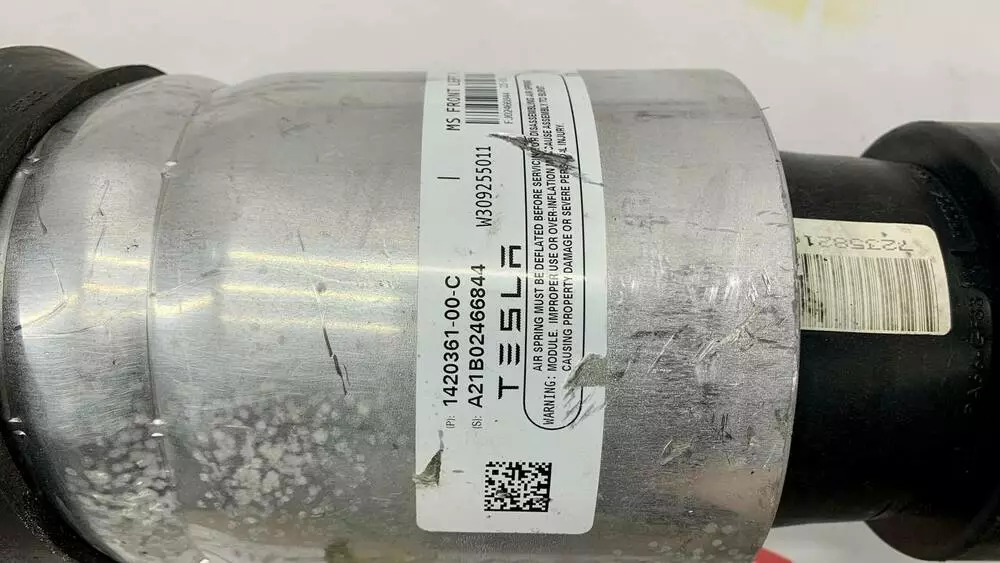 MS FRONT LEFT
(P): 1420361-00-C
(S): A21B02466844
W309255011
TESLA
AIR SPRING MUST BE DEFLATED BEFORE SERVICING OR DISASSEMBLING AIR SPRING
WARNING: MODULE. IMPROPER USE OR OVER-INFLATION MAY CAUSE ASSEMBLY TO BURST
CAUSING PROPERTY DAMAGE OR SEVERE PERSONAL INJURY.
7235821